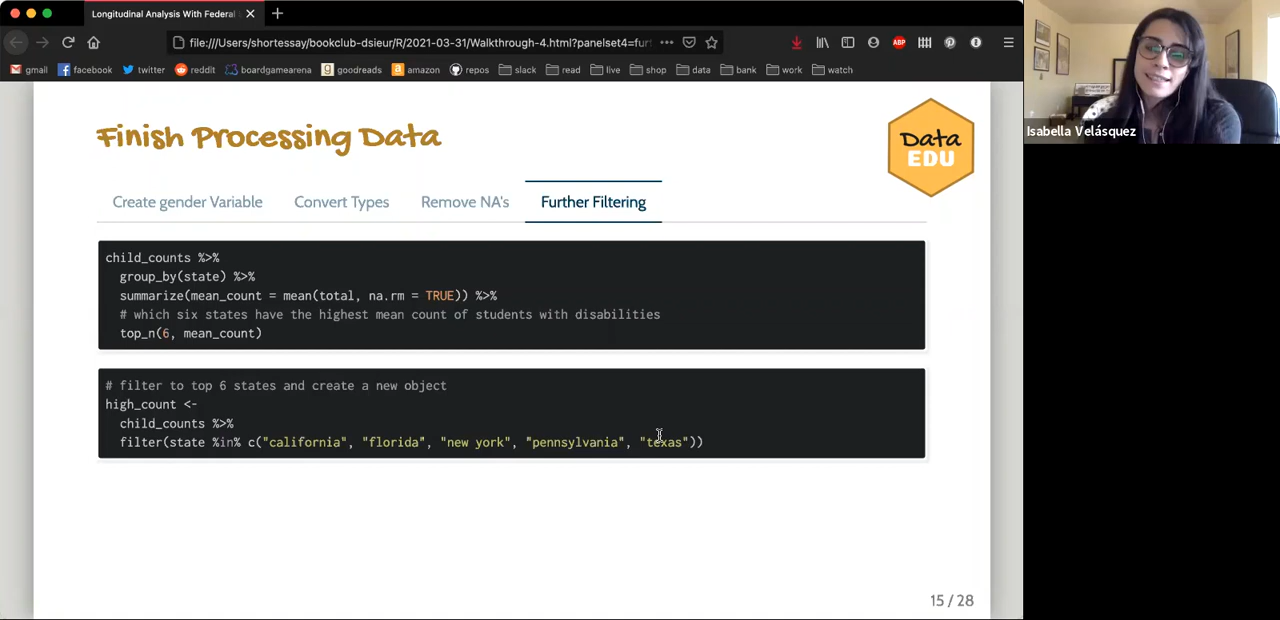 Longitudinal Analysis With Federal
file:///Users/shortessay/bookclub-dsieur/R/2021-03-31/Walkthrough-4.html?panelset4=fur
gmail facebook twitter reddit boardgamearena goodreads amazon repos slack read live shop data bank work watch
ABP
Isabella Velásquez
Finish Processing Data
Data
EDU
Create gender Variable Convert Types Remove NA's Further Filtering
child_counts %>%
group_by(state) %>%
summarize(mean_count = mean(total, na.rm = TRUE)) %>%
# which six states have the highest mean count of students with disabilities
top_n(6, mean_count)
# filter to top 6 states and create a new object
high_count <-
child_counts %>%
filter(state %in% c("california", "florida", "new york", "pennsylvania", "texas"))
15 / 28